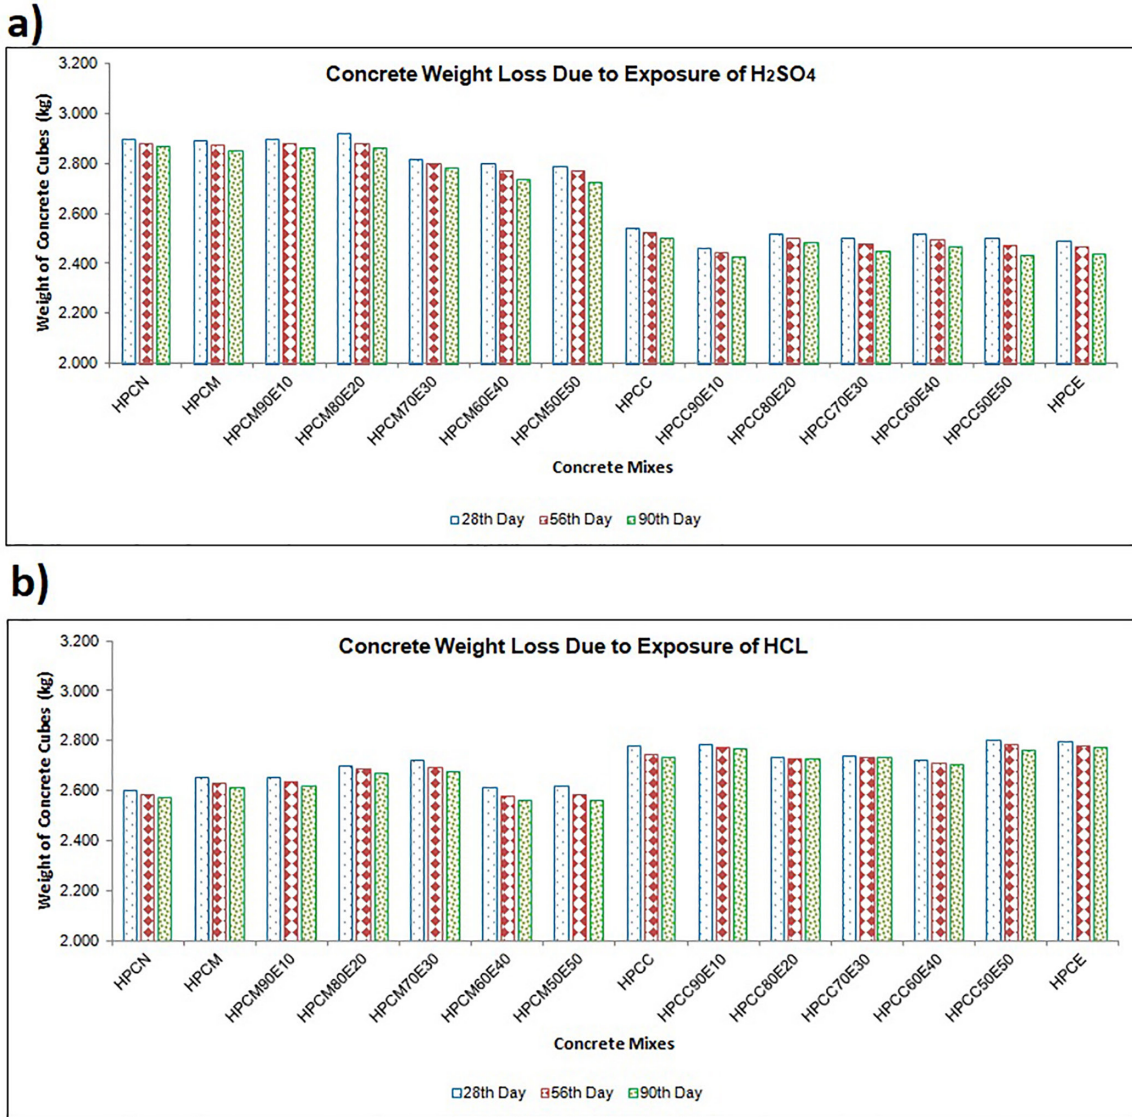 a)
Concrete Weight Loss Due to Exposure of H2SO4
Weight of Concrete Cubes (kg)
3.200
3.000
2.800
2.600
2.400
2.200
2.000
HPCN
HPCM
HPCM90E10
HPCM80E20
HPCM70E30
HPCM60E40
HPCM50E50
HPCC
HPCC90E10
HPCC80E20
HPCC70E30
HPCC60E40
HPCC50E50
HPCE
Concrete Mixes
28th Day 56th Day 90th Day
b)
Concrete Weight Loss Due to Exposure of HCL
Weight of Concrete Cubes (kg)
3.200
3.000
2.800
2.600
2.400
2.200
2.000
HPCN
HPCM
HPCM90E10
HPCM80E20
HPCM70E30
HPCM60E40
HPCM50E50
HPCC
HPCC90E10
HPCC80E20
HPCC70E30
HPCC60E40
HPCC50E50
HPCE
Concrete Mixes
28th Day 56th Day 90th Day